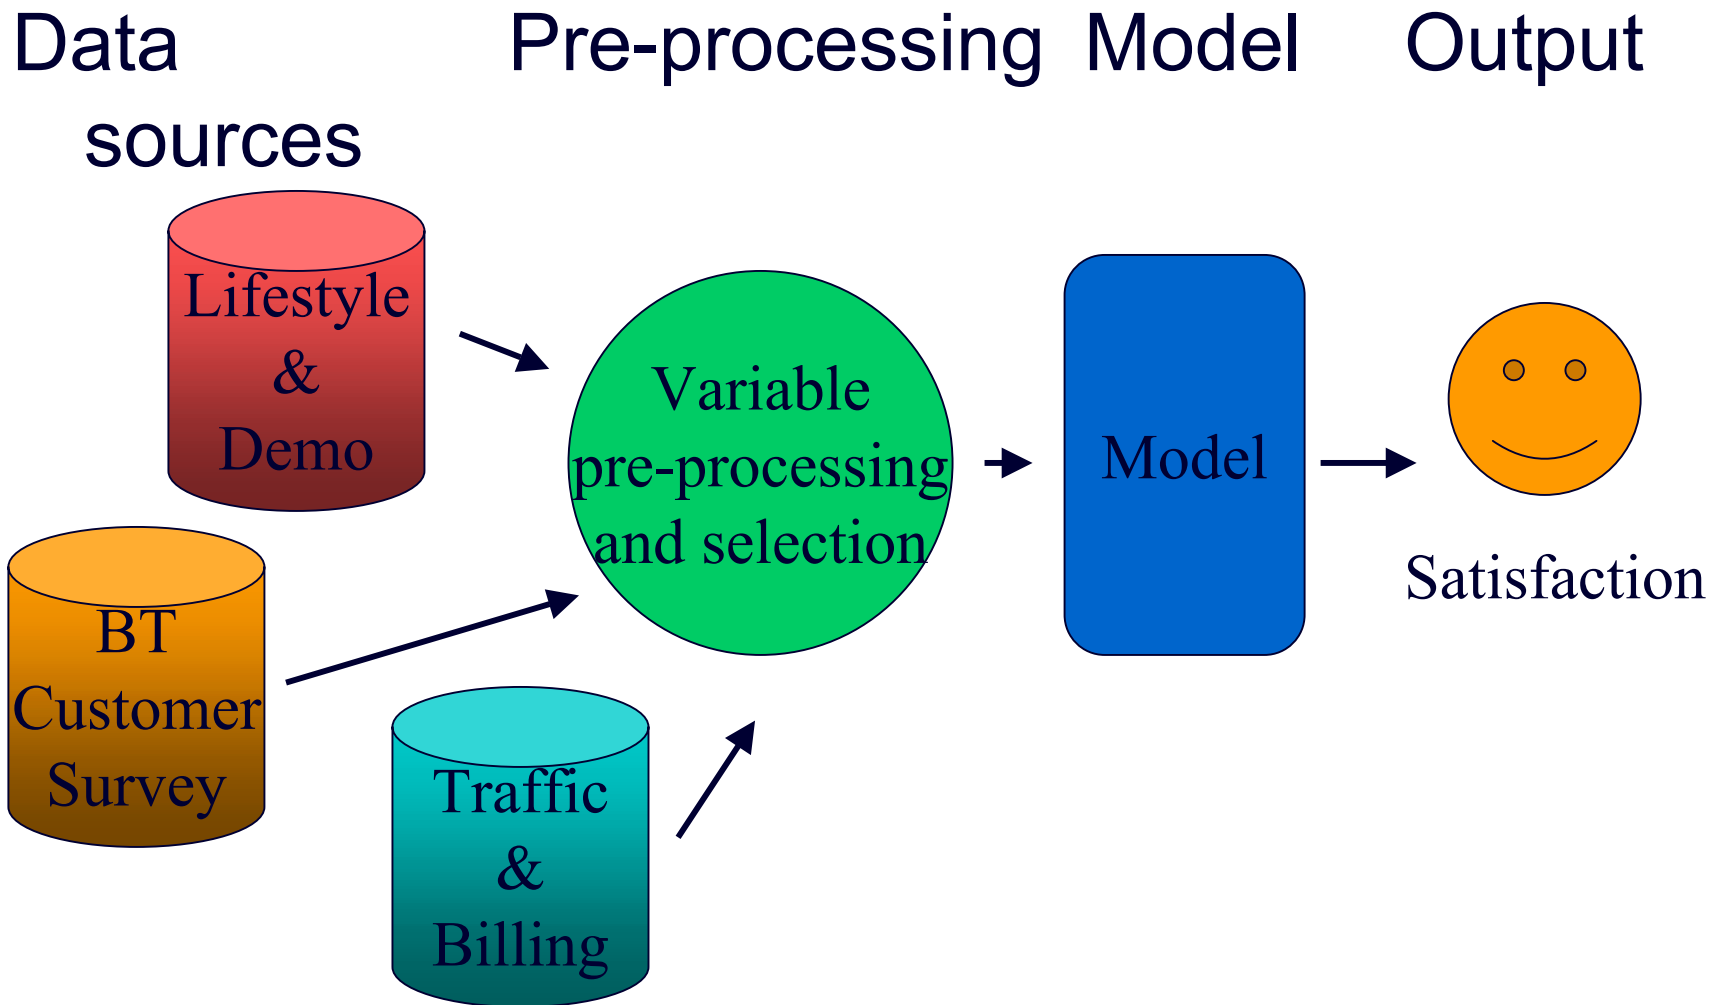 Data
sources
Pre-processing
Model
Output
Lifestyle
&
Demo
BT
Customer
Survey
Traffic
&
Billing
Variable
pre-processing
and selection
Model
Satisfaction